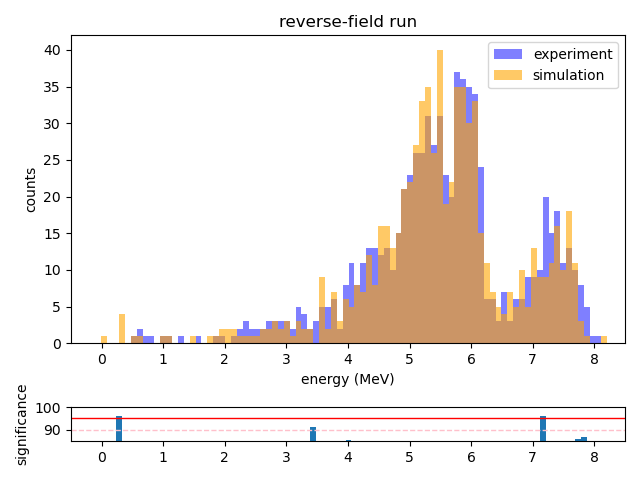 reverse-field run
experiment
simulation
counts
40
35
30
25
20
15
10
5
0
0 1 2 3 4 5 6 7 8
energy (MeV)
significance
100
90
0 1 2 3 4 5 6 7 8